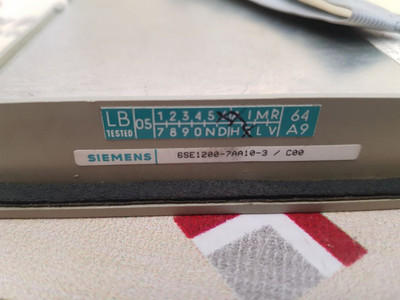 LB 05 1 2 3 4 5 I M R 64
TESTED 7 8 9 0 N D H L V A9
SIEMENS 6SE1200-7AA10-3 / C00